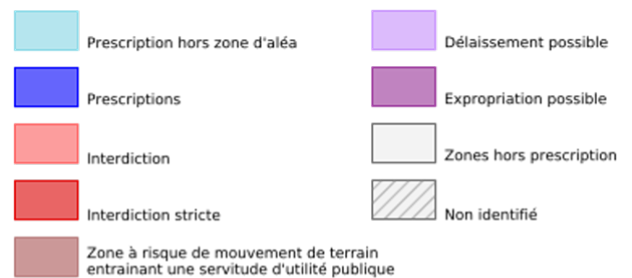 Prescription hors zone d'aléa
Prescriptions
Interdiction
Interdiction stricte
Zone à risque de mouvement de terrain
entrainant une servitude d'utilité publique
Délaissement possible
Expropriation possible
Zones hors prescription
Non identifié